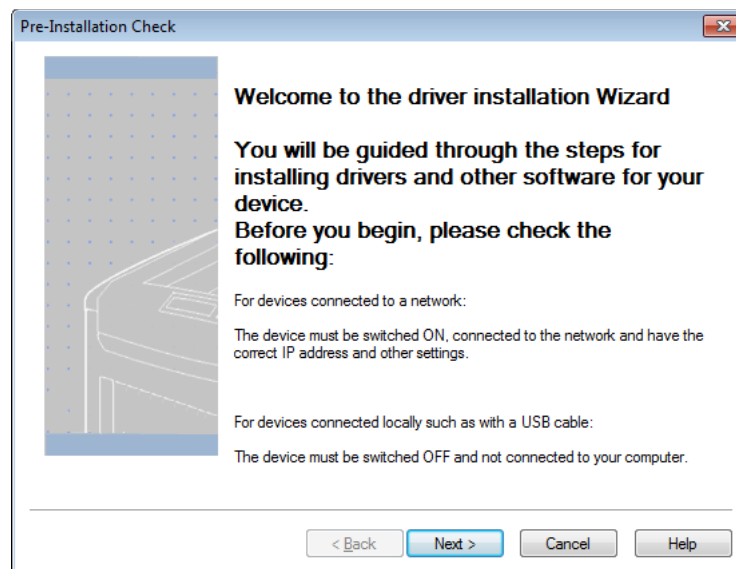 Pre-Installation Check
Welcome to the driver installation Wizard
You will be guided through the steps for
installing drivers and other software for your
device.
Before you begin, please check the
following:
For devices connected to a network:
The device must be switched ON, connected to the network and have the
correct IP address and other settings.
For devices connected locally such as with a USB cable:
The device must be switched OFF and not connected to your computer.
< Back Next > Cancel Help